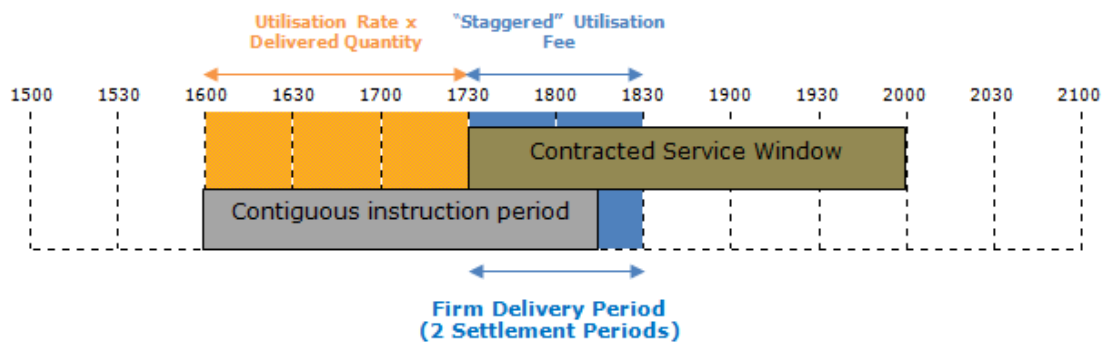 Utilisation Rate x
Delivered Quantity
“Staggered” Utilisation
Fee
1500 1530 1600 1630 1700 1730 1800 1830 1900 1930 2000 2030 2100
Contracted Service Window
Contiguous instruction period
Firm Delivery Period
(2 Settlement Periods)